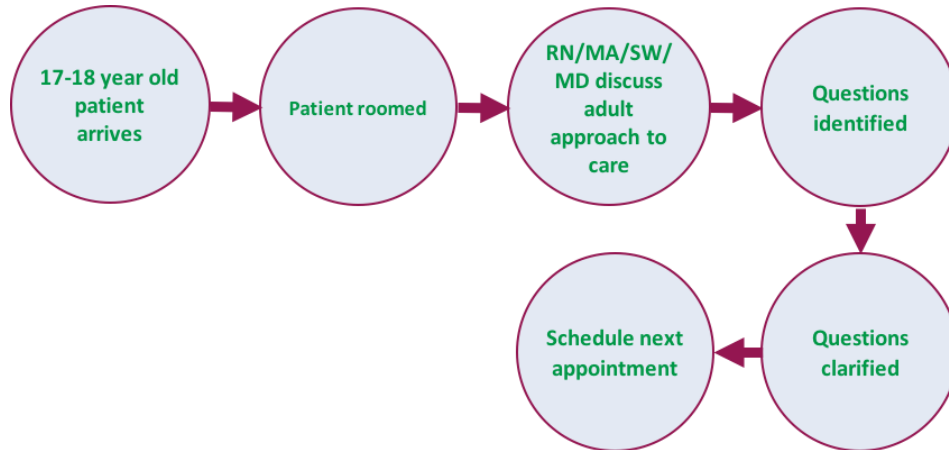 17-18 year old
patient
arrives
Patient roomed
RN/MA/SW/
MD discuss
adult
approach to
care
Questions
identified
Questions
clarified
Schedule next
appointment